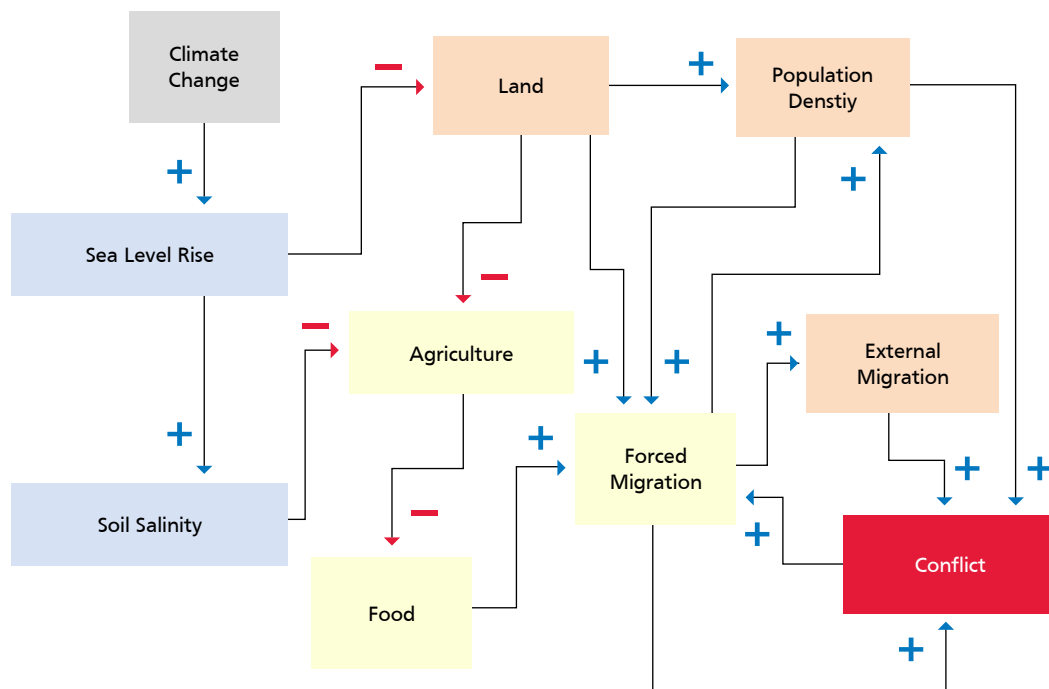 Climate
Change
Land
Population
Denstiy
Sea Level Rise
Agriculture
External
Migration
Forced
Migration
Soil Salinity
Conflict
Food